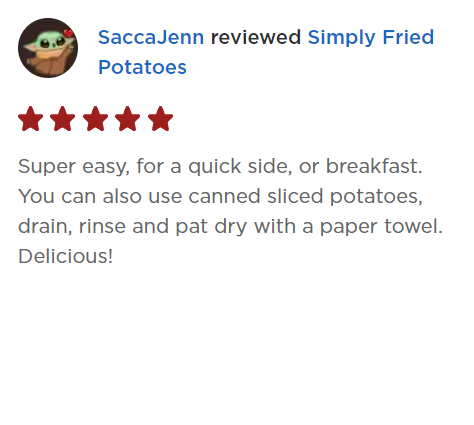 SaccaJenn reviewed Simply Fried
Potatoes
Super easy, for a quick side, or breakfast.
You can also use canned sliced potatoes,
drain, rinse and pat dry with a paper towel.
Delicious!